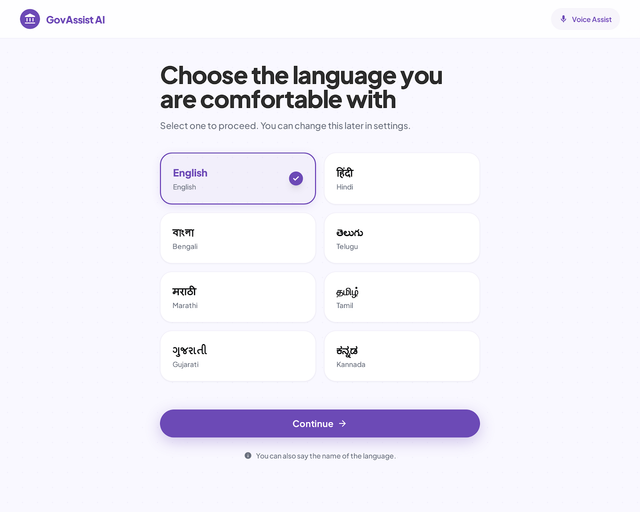 GovAssist AI
Voice Assist
Choose the language you
are comfortable with
Select one to proceed. You can change this later in settings.
English
English
हिंदी
Hindi
বাংলা
Bengali
తెలుగు
Telugu
मराठी
Marathi
தமிழ்
Tamil
ગુજરાતી
Gujarati
ಕನ್ನಡ
Kannada
Continue
You can also say the name of the language.